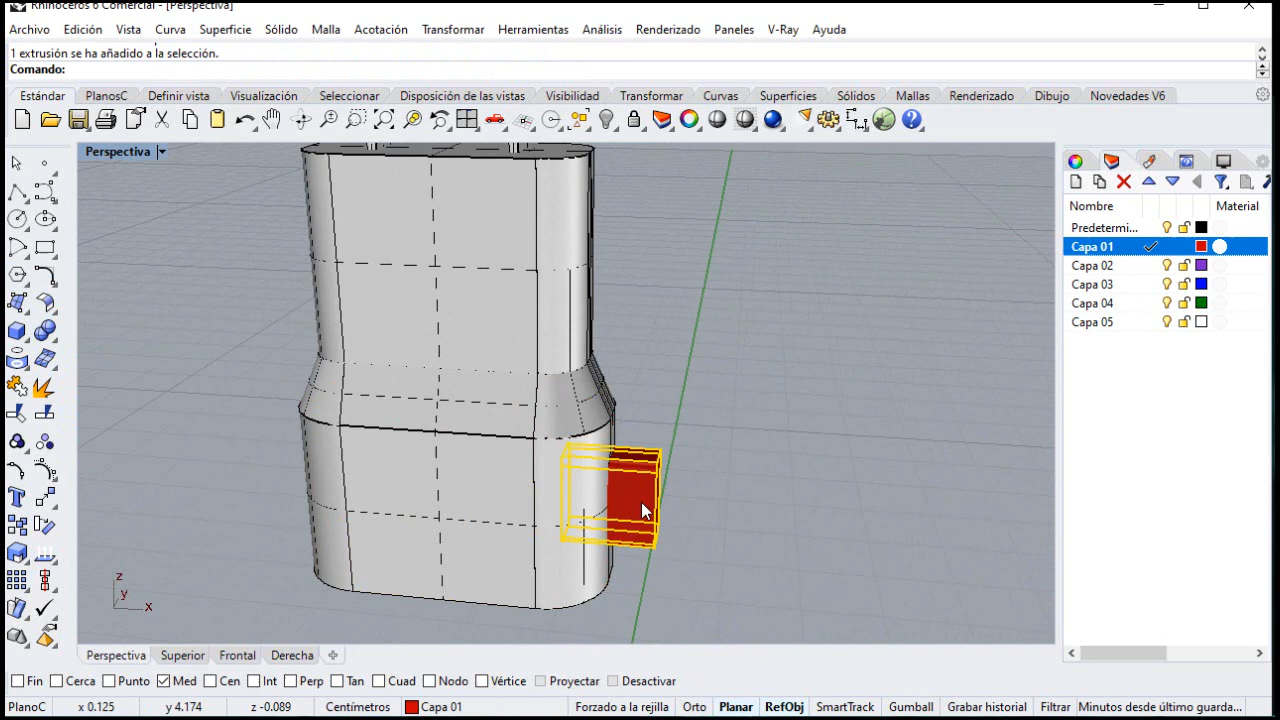 Rhinoceros 6 Comercial - [Perspectiva]
Archivo Edición Vista Curva Superficie Sólido Malla Acotación Transformar Herramientas Análisis Renderizado Paneles V-Ray Ayuda
1 extrusión se ha añadido a la selección.
Comando:
Estándar PlanosC Definir vista Visualización Seleccionar Disposición de las vistas Visibilidad Transformar Curvas Superficies Sólidos Mallas Renderizado Dibujo Novedades V6
Perspectiva
Nombre Material
Predetermi...
Capa 01
Capa 02
Capa 03
Capa 04
Capa 05
z
y
x
Perspectiva Superior Frontal Derecha
Fin Cerca Punto Med Cen Int Perp Tan Cuad Nodo Vértice Proyectar Desactivar
PlanoC x 0.125 y 4.174 z -0.089 Centímetros Capa 01 Forzado a la rejilla Orto Planar RefObj SmartTrack Gumball Grabar historial Filtrar Minutos desde último guarda...